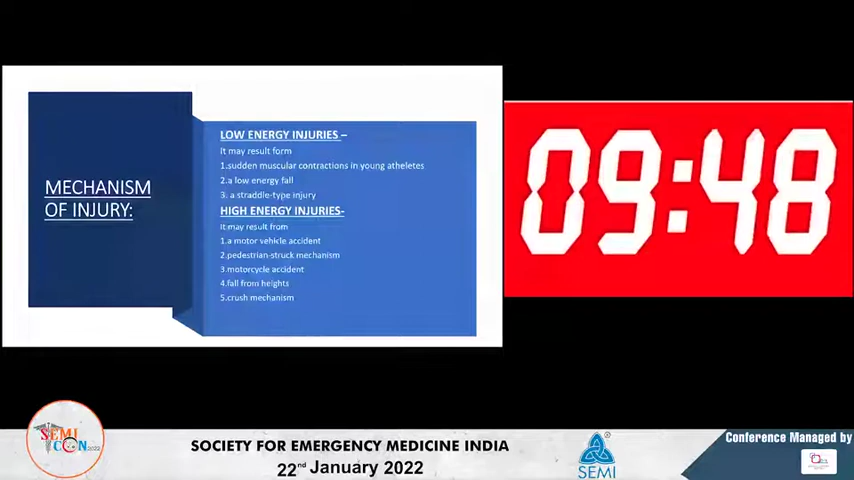 MECHANISM
OF INJURY:
LOW ENERGY INJURIES –
It may result form
1.sudden muscular contractions in young atheletes
2.a low energy fall
3. a straddle-type injury
HIGH ENERGY INJURIES-
It may result from
1.a motor vehicle accident
2.pedestrian-struck mechanism
3.motorcycle accident
4.fall from heights
5.crush mechanism
09:48
SEMI
CON 2022
SOCIETY FOR EMERGENCY MEDICINE INDIA
22nd January 2022
SEMI
®
Conference Managed by